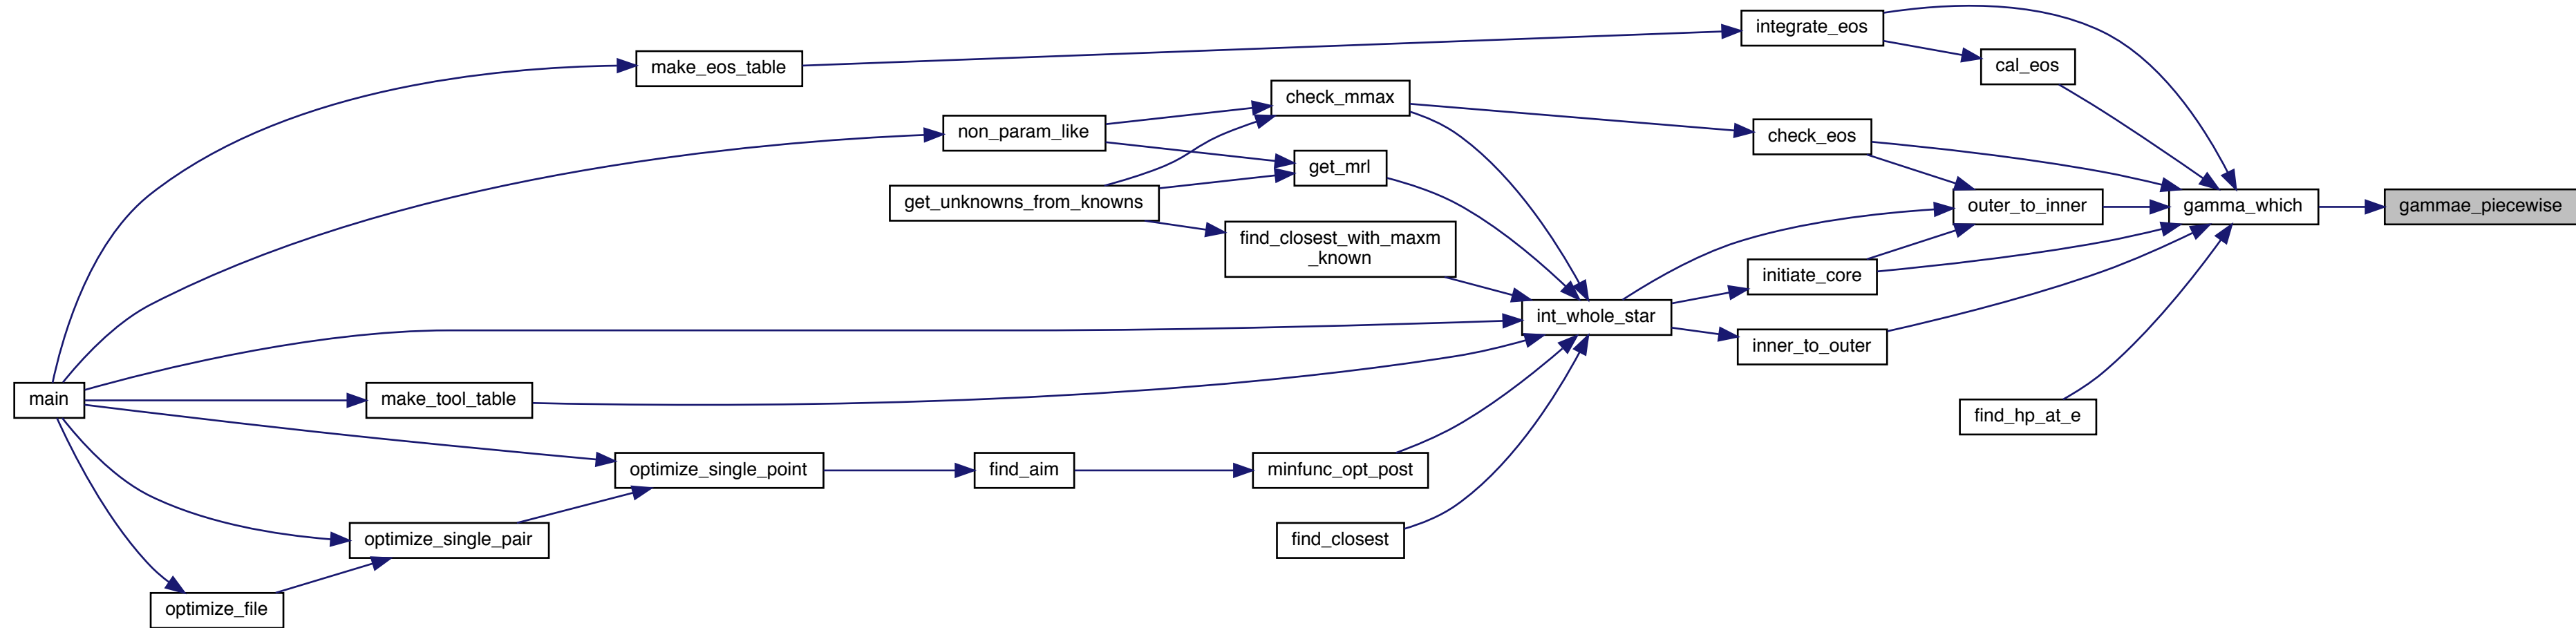 integrate_eos
make_eos_table
cal_eos
check_mmax
non_param_like
check_eos
get_mrl
get_unknowns_from_knowns
outer_to_inner
gamma_which
gammae_piecewise
find_closest_with_maxm
_known
initiate_core
int_whole_star
inner_to_outer
main
make_tool_table
find_hp_at_e
optimize_single_point
find_aim
minfunc_opt_post
optimize_single_pair
find_closest
optimize_file